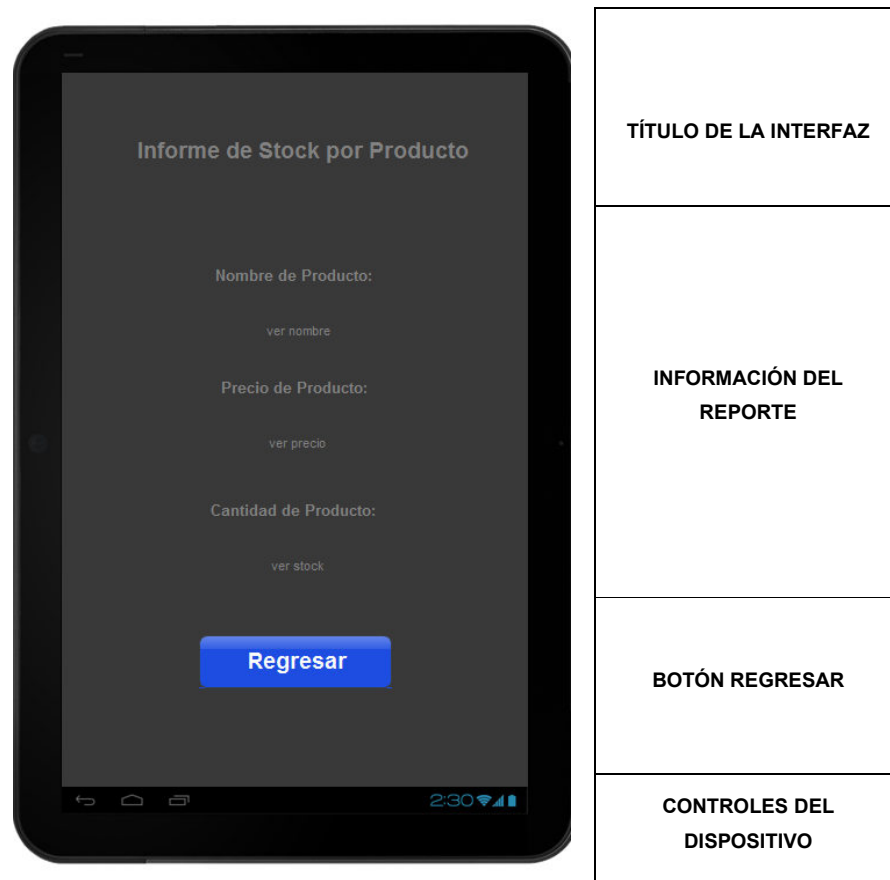 Informe de Stock por Producto
Nombre de Producto:
ver nombre
Precio de Producto:
ver precio
Cantidad de Producto:
ver stock
Regresar
2:30
TÍTULO DE LA INTERFAZ
INFORMACIÓN DEL
REPORTE
BOTÓN REGRESAR
CONTROLES DEL
DISPOSITIVO